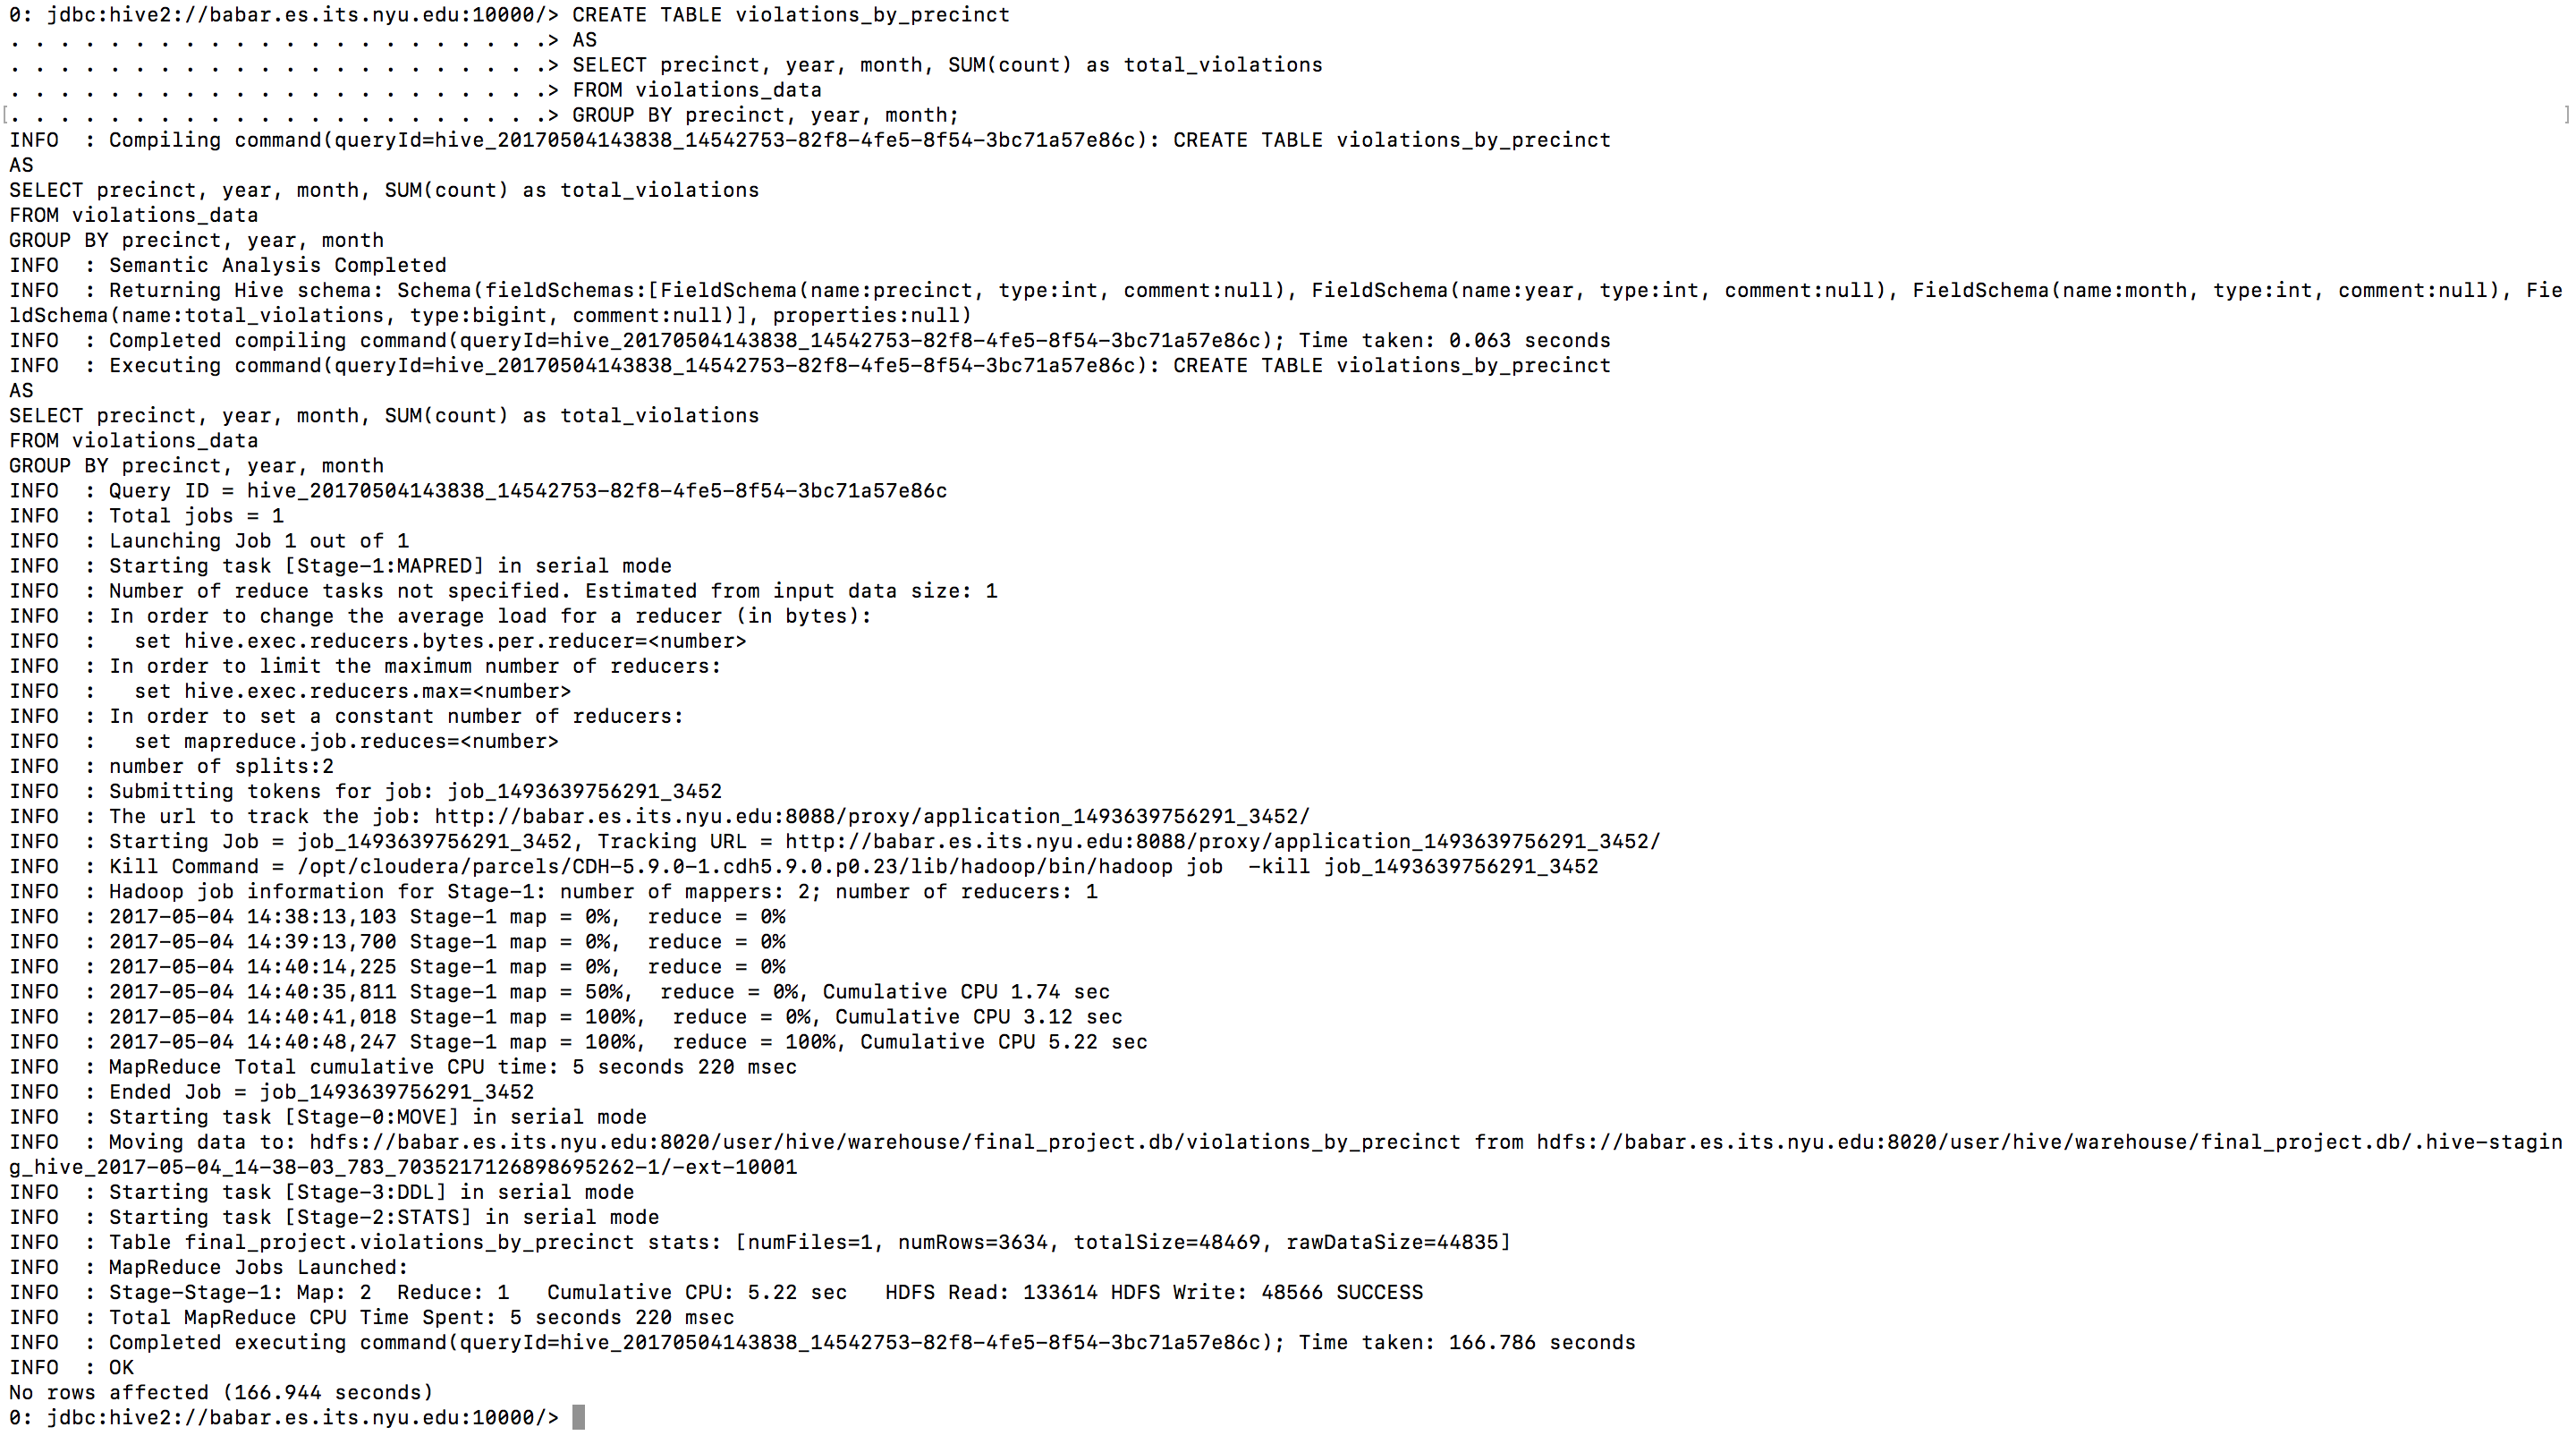 0: jdbc:hive2://babar.es.its.nyu.edu:10000/> CREATE TABLE violations_by_precinct
. . . . . . . . . . . . . . . . . . . . . .> AS
. . . . . . . . . . . . . . . . . . . . . .> SELECT precinct, year, month, SUM(count) as total_violations
. . . . . . . . . . . . . . . . . . . . . .> FROM violations_data
[. . . . . . . . . . . . . . . . . . . . . .> GROUP BY precinct, year, month; ]
INFO  : Compiling command(queryId=hive_20170504143838_14542753-82f8-4fe5-8f54-3bc71a57e86c): CREATE TABLE violations_by_precinct
AS
SELECT precinct, year, month, SUM(count) as total_violations
FROM violations_data
GROUP BY precinct, year, month
INFO  : Semantic Analysis Completed
INFO  : Returning Hive schema: Schema(fieldSchemas:[FieldSchema(name:precinct, type:int, comment:null), FieldSchema(name:year, type:int, comment:null), FieldSchema(name:month, type:int, comment:null), Fie
ldSchema(name:total_violations, type:bigint, comment:null)], properties:null)
INFO  : Completed compiling command(queryId=hive_20170504143838_14542753-82f8-4fe5-8f54-3bc71a57e86c); Time taken: 0.063 seconds
INFO  : Executing command(queryId=hive_20170504143838_14542753-82f8-4fe5-8f54-3bc71a57e86c): CREATE TABLE violations_by_precinct
AS
SELECT precinct, year, month, SUM(count) as total_violations
FROM violations_data
GROUP BY precinct, year, month
INFO  : Query ID = hive_20170504143838_14542753-82f8-4fe5-8f54-3bc71a57e86c
INFO  : Total jobs = 1
INFO  : Launching Job 1 out of 1
INFO  : Starting task [Stage-1:MAPRED] in serial mode
INFO  : Number of reduce tasks not specified. Estimated from input data size: 1
INFO  : In order to change the average load for a reducer (in bytes):
INFO  :   set hive.exec.reducers.bytes.per.reducer=<number>
INFO  : In order to limit the maximum number of reducers:
INFO  :   set hive.exec.reducers.max=<number>
INFO  : In order to set a constant number of reducers:
INFO  :   set mapreduce.job.reduces=<number>
INFO  : number of splits:2
INFO  : Submitting tokens for job: job_1493639756291_3452
INFO  : The url to track the job: http://babar.es.its.nyu.edu:8088/proxy/application_1493639756291_3452/
INFO  : Starting Job = job_1493639756291_3452, Tracking URL = http://babar.es.its.nyu.edu:8088/proxy/application_1493639756291_3452/
INFO  : Kill Command = /opt/cloudera/parcels/CDH-5.9.0-1.cdh5.9.0.p0.23/lib/hadoop/bin/hadoop job  -kill job_1493639756291_3452
INFO  : Hadoop job information for Stage-1: number of mappers: 2; number of reducers: 1
INFO  : 2017-05-04 14:38:13,103 Stage-1 map = 0%,  reduce = 0%
INFO  : 2017-05-04 14:39:13,700 Stage-1 map = 0%,  reduce = 0%
INFO  : 2017-05-04 14:40:14,225 Stage-1 map = 0%,  reduce = 0%
INFO  : 2017-05-04 14:40:35,811 Stage-1 map = 50%,  reduce = 0%, Cumulative CPU 1.74 sec
INFO  : 2017-05-04 14:40:41,018 Stage-1 map = 100%,  reduce = 0%, Cumulative CPU 3.12 sec
INFO  : 2017-05-04 14:40:48,247 Stage-1 map = 100%,  reduce = 100%, Cumulative CPU 5.22 sec
INFO  : MapReduce Total cumulative CPU time: 5 seconds 220 msec
INFO  : Ended Job = job_1493639756291_3452
INFO  : Starting task [Stage-0:MOVE] in serial mode
INFO  : Moving data to: hdfs://babar.es.its.nyu.edu:8020/user/hive/warehouse/final_project.db/violations_by_precinct from hdfs://babar.es.its.nyu.edu:8020/user/hive/warehouse/final_project.db/.hive-stagin
g_hive_2017-05-04_14-38-03_783_7035217126898695262-1/-ext-10001
INFO  : Starting task [Stage-3:DDL] in serial mode
INFO  : Starting task [Stage-2:STATS] in serial mode
INFO  : Table final_project.violations_by_precinct stats: [numFiles=1, numRows=3634, totalSize=48469, rawDataSize=44835]
INFO  : MapReduce Jobs Launched:
INFO  : Stage-Stage-1: Map: 2  Reduce: 1   Cumulative CPU: 5.22 sec   HDFS Read: 133614 HDFS Write: 48566 SUCCESS
INFO  : Total MapReduce CPU Time Spent: 5 seconds 220 msec
INFO  : Completed executing command(queryId=hive_20170504143838_14542753-82f8-4fe5-8f54-3bc71a57e86c); Time taken: 166.786 seconds
INFO  : OK
No rows affected (166.944 seconds)
0: jdbc:hive2://babar.es.its.nyu.edu:10000/>